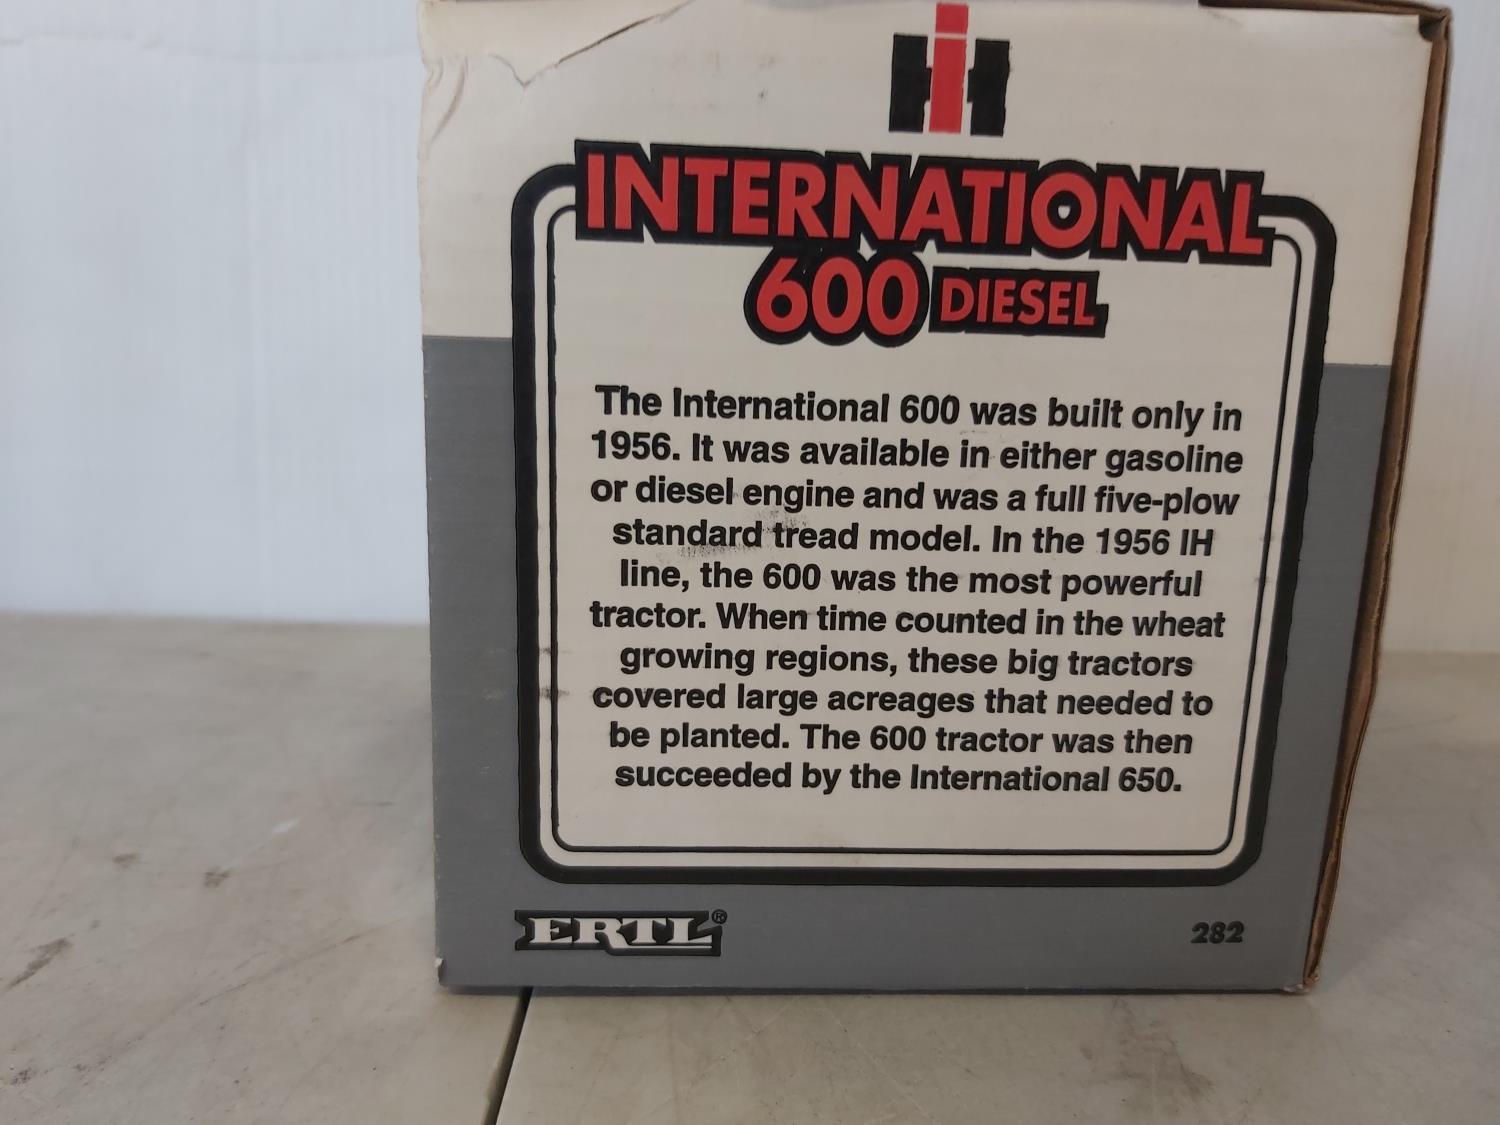 IH
INTERNATIONAL
600 DIESEL
The International 600 was built only in
1956. It was available in either gasoline
or diesel engine and was a full five-plow
standard tread model. In the 1956 IH
line, the 600 was the most powerful
tractor. When time counted in the wheat
growing regions, these big tractors
covered large acreages that needed to
be planted. The 600 tractor was then
succeeded by the International 650.
ERTL®
282